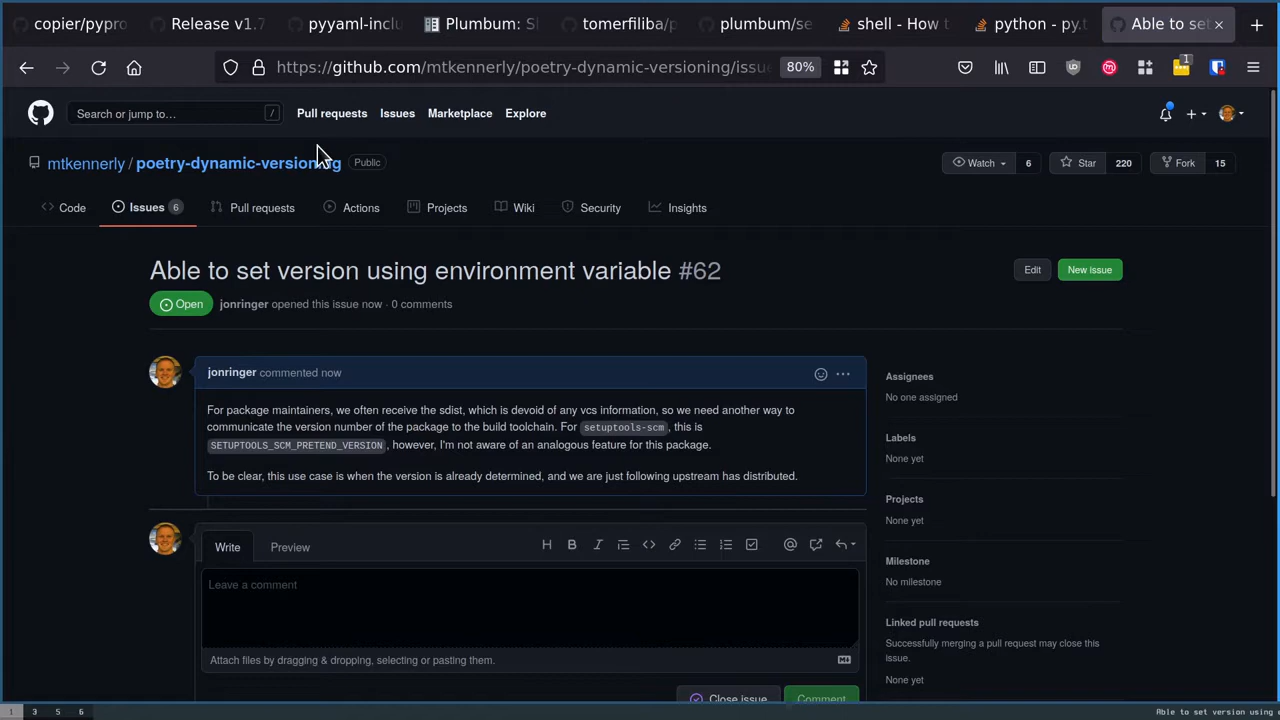 copier/pypro
Release v1.7
pyyaml-inclu
Plumbum: Sh
tomerfiliba/p
plumbum/se
shell - How t
python - py.t
Able to set
https://github.com/mtkennerly/poetry-dynamic-versioning/issu
80%
1
Search or jump to…
/
Pull requests
Issues
Marketplace
Explore
mtkennerly / poetry-dynamic-versioning
Public
Watch
6
Star
220
Fork
15
Code
Issues 6
Pull requests
Actions
Projects
Wiki
Security
Insights
Able to set version using environment variable #62
Edit
New issue
Open
jonringer opened this issue now · 0 comments
jonringer commented now
For package maintainers, we often receive the sdist, which is devoid of any vcs information, so we need another way to
communicate the version number of the package to the build toolchain. For setuptools-scm, this is
SETUPTOOLS_SCM_PRETEND_VERSION, however, I'm not aware of an analogous feature for this package.
To be clear, this use case is when the version is already determined, and we are just following upstream has distributed.
Assignees
No one assigned
Labels
None yet
Projects
None yet
Milestone
No milestone
Linked pull requests
Successfully merging a pull request may close this
issue.
None yet
Write
Preview
Leave a comment
Attach files by dragging & dropping, selecting or pasting them.
Close issue
Comment
1 3 5 6
Able to set version using